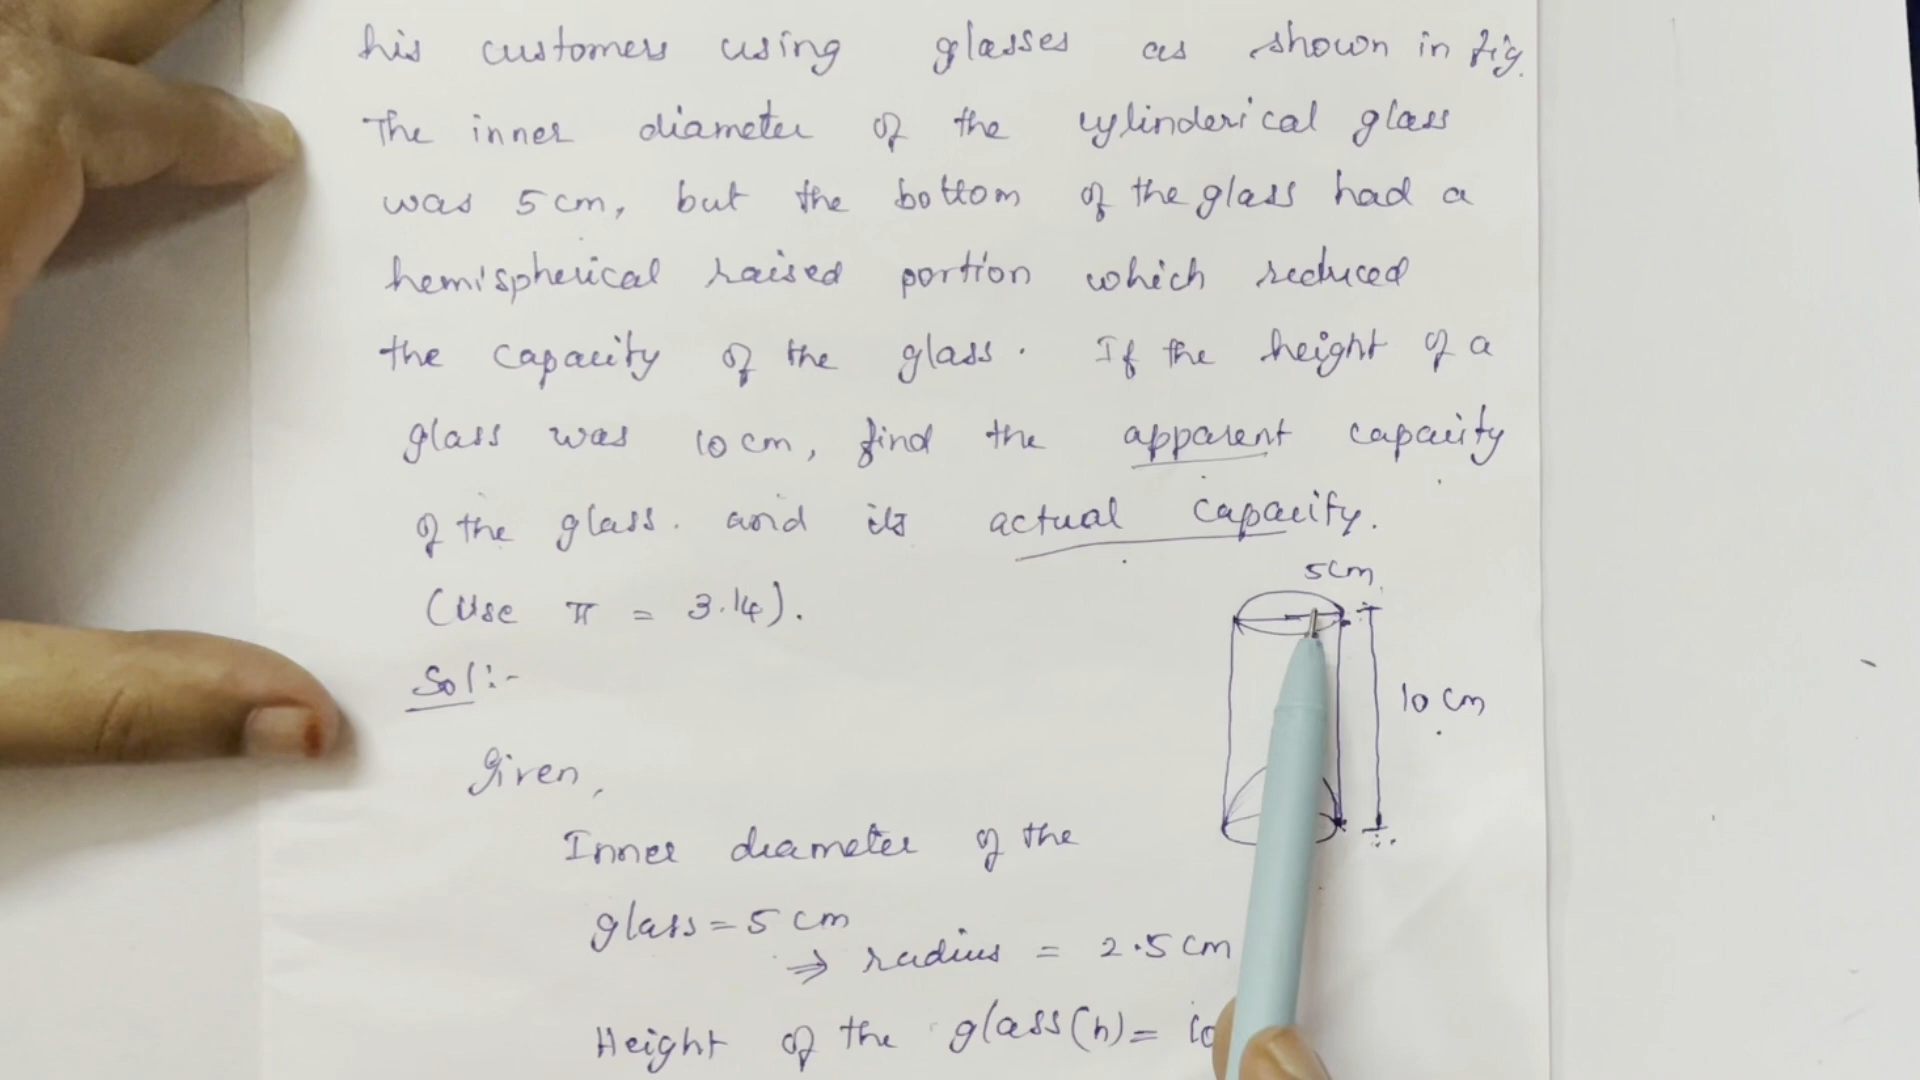 his customers using glasses as shown in fig.
The inner diameter of the cylinderical glass
was 5 cm, but the bottom of the glass had a
hemispherical raised portion which reduced
the capacity of the glass. If the height of a
glass was 10 cm, find the apparent capacity
of the glass. and its actual capacity.
(Use π = 3.14).
5cm
Sol:-
10 cm
Given,
Inner diameter of the
glass = 5 cm
⇒ radius = 2.5 cm
Height of the glass (h) = 10